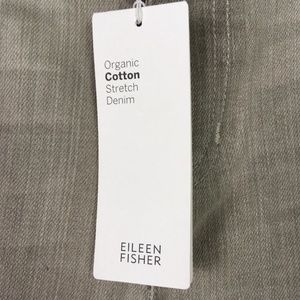 Organic
Cotton
Stretch
Denim
EILEEN
FISHER